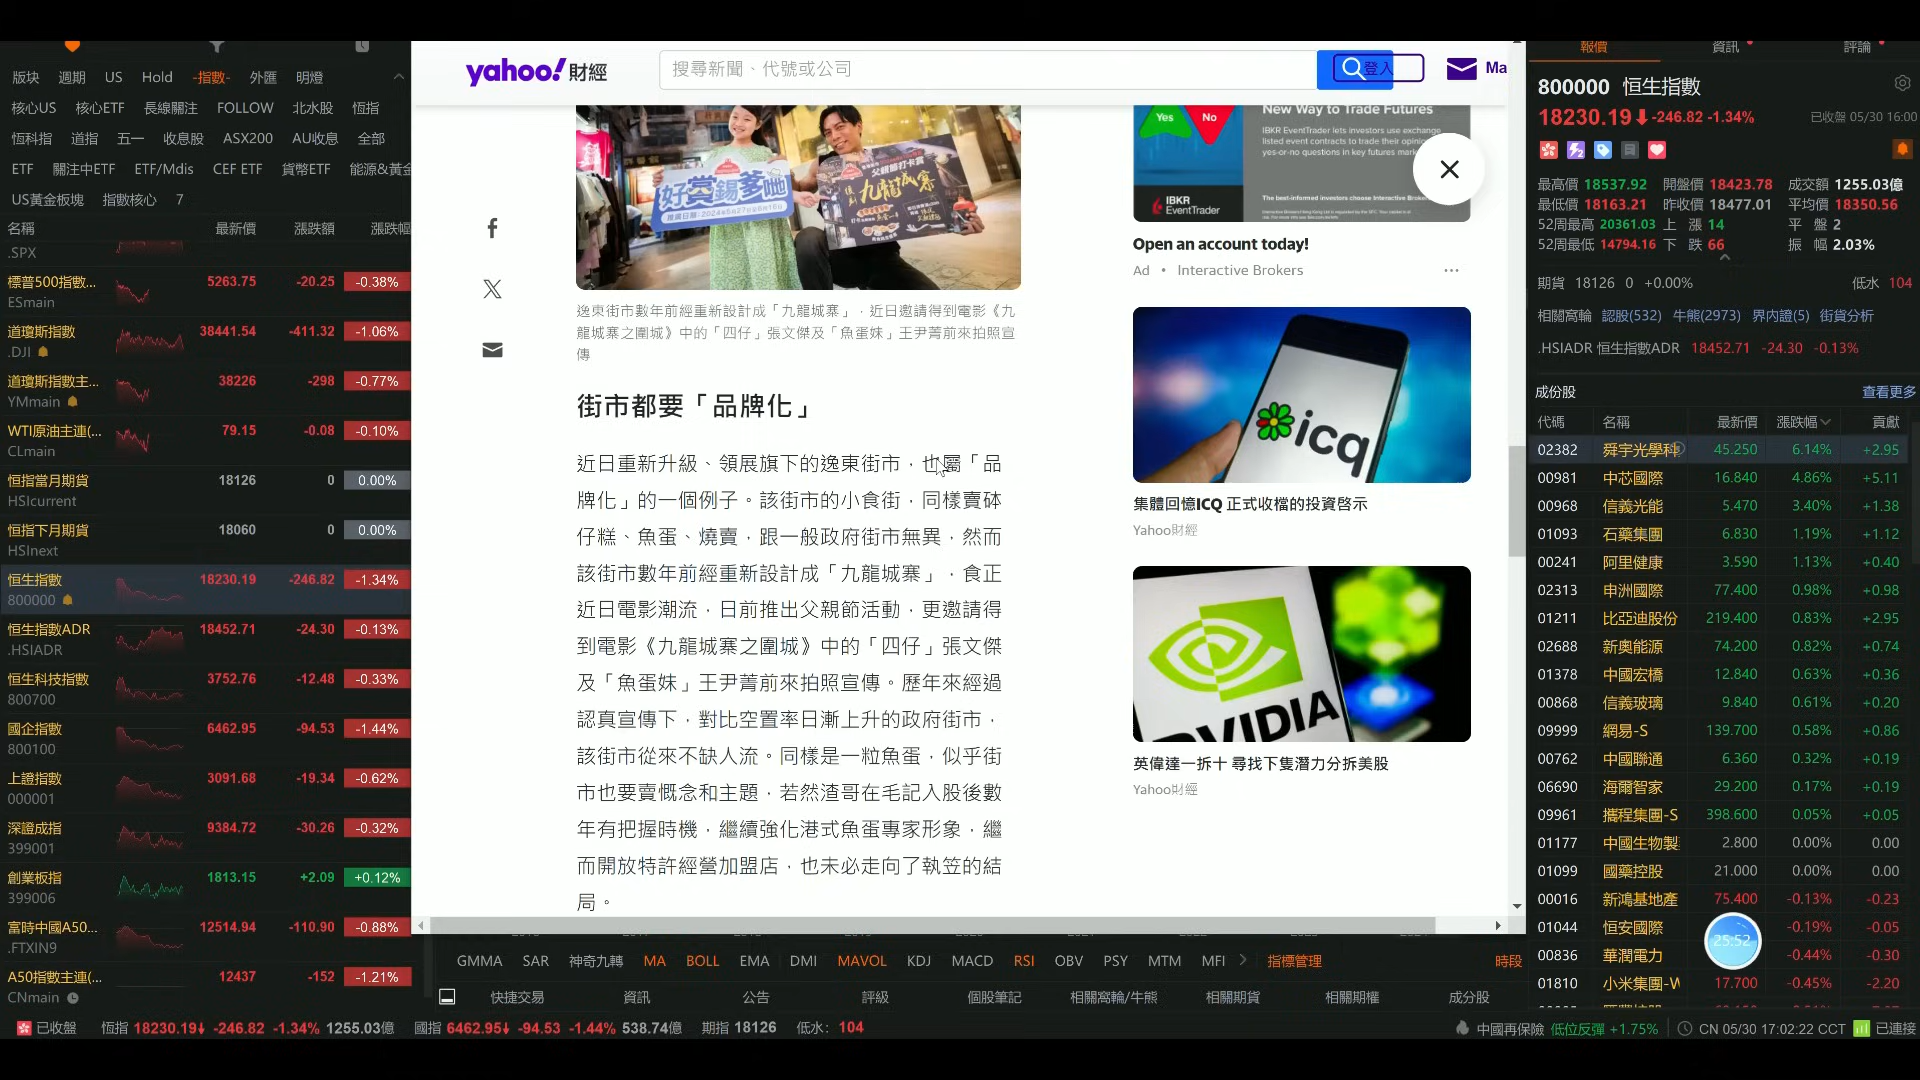 版块 週期 US Hold -指數- 外匯 明燈
核心US 核心ETF 長線關注 FOLLOW 北水股 恆指
恆科指 道指 五一 收息股 ASX200 AU收息 全部
ETF 關注中ETF ETF/Mdis CEF ETF 貨幣ETF 能源&黃金
US黃金板塊 指數核心 7
名稱 最新價 漲跌額 漲跌幅
.SPX
標普500指數... 5263.75 -20.25 -0.38%
ESmain
道瓊斯指數 38441.54 -411.32 -1.06%
.DJI
道瓊斯指數主... 38226 -298 -0.77%
YMmain
WTI原油主連(... 79.15 -0.08 -0.10%
CLmain
恒指當月期貨 18126 0 0.00%
HSIcurrent
恒指下月期貨 18060 0 0.00%
HSInext
恒生指數 18230.19 -246.82 -1.34%
800000
恒生指數ADR 18452.71 -24.30 -0.13%
.HSIADR
恒生科技指數 3752.76 -12.48 -0.33%
800700
國企指數 6462.95 -94.53 -1.44%
800100
上證指數 3091.68 -19.34 -0.62%
000001
深證成指 9384.72 -30.26 -0.32%
399001
創業板指 1813.15 +2.09 +0.12%
399006
富時中國A50... 12514.94 -110.90 -0.88%
.FTXIN9
A50指數主連(... 12437 -152 -1.21%
CNmain
yahoo!財經 搜尋新聞、代號或公司 登入 Ma
好賞錫爹哋
九龍城寨
逸東街市數年前經重新設計成「九龍城寨」，近日邀請得到電影《九
龍城寨之圍城》中的「四仔」張文傑及「魚蛋妹」王尹菁前來拍照宣
傳
街市都要「品牌化」
近日重新升級、領展旗下的逸東街市，也屬「品
牌化」的一個例子。該街市的小食街，同樣賣砵
仔糕、魚蛋、燒賣，跟一般政府街市無異，然而
該街市數年前經重新設計成「九龍城寨」，食正
近日電影潮流，日前推出父親節活動，更邀請得
到電影《九龍城寨之圍城》中的「四仔」張文傑
及「魚蛋妹」王尹菁前來拍照宣傳。歷年來經過
認真宣傳下，對比空置率日漸上升的政府街市，
該街市從來不缺人流。同樣是一粒魚蛋，似乎街
市也要賣慨念和主題，若然渣哥在毛記入股後數
年有把握時機，繼續強化港式魚蛋專家形象，繼
而開放特許經營加盟店，也未必走向了執笠的結
局。
Yes No
New Way to Trade Futures
IBKR EventTrader lets investors use exchange
listed event contracts to trade their opinion
yes-or-no questions in key futures mark
IBKR
EventTrader
The best-informed investors choose Interactive Broke
Open an account today!
Ad • Interactive Brokers ...
icq
集體回憶ICQ 正式收檔的投資啓示
Yahoo財經
NVIDIA
英偉達一拆十 尋找下隻潛力分拆美股
Yahoo財經
GMMA SAR 神奇九轉 MA BOLL EMA DMI MAVOL KDJ MACD RSI OBV PSY MTM MFI 指標管理 時段
快捷交易 資訊 公告 評級 個股筆記 相關窩輪/牛熊 相關期貨 相關期權 成分股
報價 資訊 評論
800000 恒生指數
18230.19 -246.82 -1.34% 已收盤 05/30 16:00
最高價 18537.92 開盤價 18423.78 成交額 1255.03億
最低價 18163.21 昨收價 18477.01 平均價 18350.56
52周最高 20361.03 上 漲 14 平 盤 2
52周最低 14794.16 下 跌 66 振 幅 2.03%
期貨 18126 0 +0.00% 低水 104
相關窩輪 認股(532) 牛熊(2973) 界內證(5) 街貨分析
.HSIADR 恒生指數ADR 18452.71 -24.30 -0.13%
成份股 查看更多
代碼 名稱 最新價 漲跌幅 貢獻
02382 舜宇光學科 45.250 6.14% +2.95
00981 中芯國際 16.840 4.86% +5.11
00968 信義光能 5.470 3.40% +1.38
01093 石藥集團 6.830 1.19% +1.12
00241 阿里健康 3.590 1.13% +0.40
02313 申洲國際 77.400 0.98% +0.98
01211 比亞迪股份 219.400 0.83% +2.95
02688 新奧能源 74.200 0.82% +0.74
01378 中國宏橋 12.840 0.63% +0.36
00868 信義玻璃 9.840 0.61% +0.20
09999 網易-S 139.700 0.58% +0.86
00762 中國聯通 6.360 0.32% +0.19
06690 海爾智家 29.200 0.17% +0.19
09961 攜程集團-S 398.600 0.05% +0.05
01177 中國生物製 2.800 0.00% 0.00
01099 國藥控股 21.000 0.00% 0.00
00016 新鴻基地產 75.400 -0.13% -0.23
01044 恒安國際 -0.19% -0.05
00836 華潤電力 -0.44% -0.30
01810 小米集團-W 17.700 -0.45% -2.20
25:52
已收盤 恒指 18230.19 -246.82 -1.34% 1255.03億 國指 6462.95 -94.53 -1.44% 538.74億 期指 18126 低水: 104 中國再保險 低位反彈 +1.75% CN 05/30 17:02:22 CCT 已連接